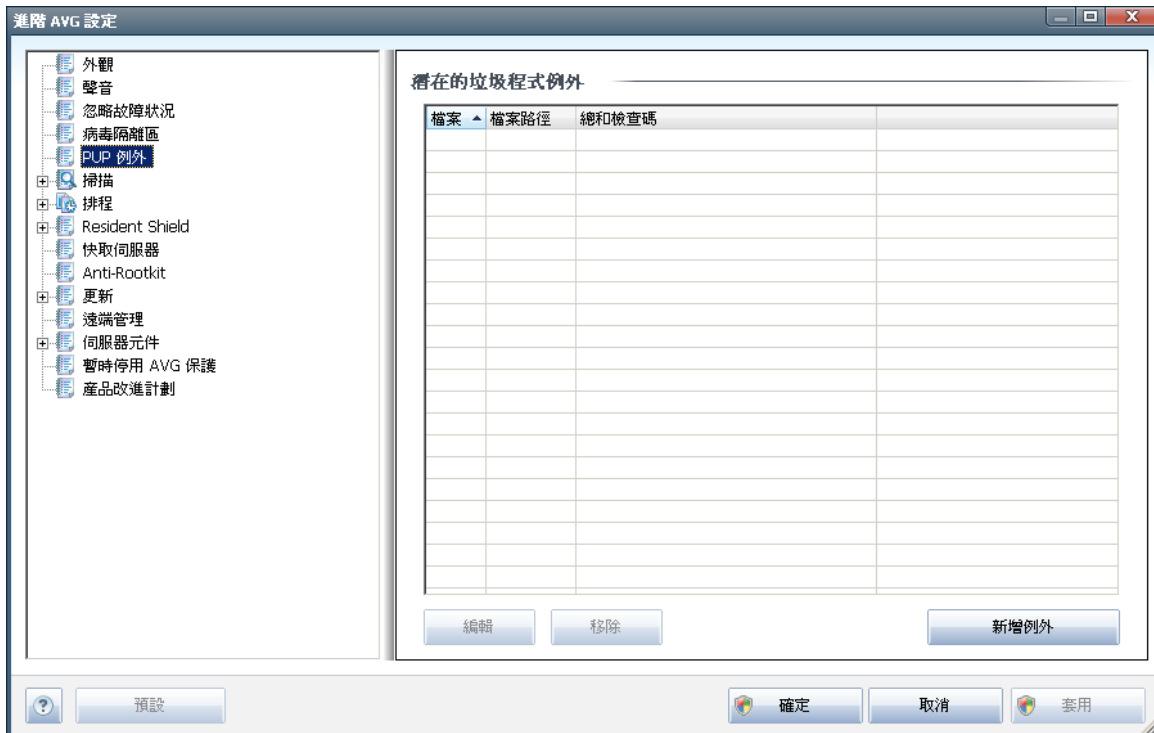 進階 AVG 設定
外觀
聲音
忽略故障狀況
病毒隔離區
PUP 例外
掃描
排程
Resident Shield
快取伺服器
Anti-Rootkit
更新
遠端管理
伺服器元件
暫時停用 AVG 保護
產品改進計劃
潛在的垃圾程式例外
檔案 檔案路徑 總和檢查碼
編輯 移除 新增例外
? 預設 確定 取消 套用